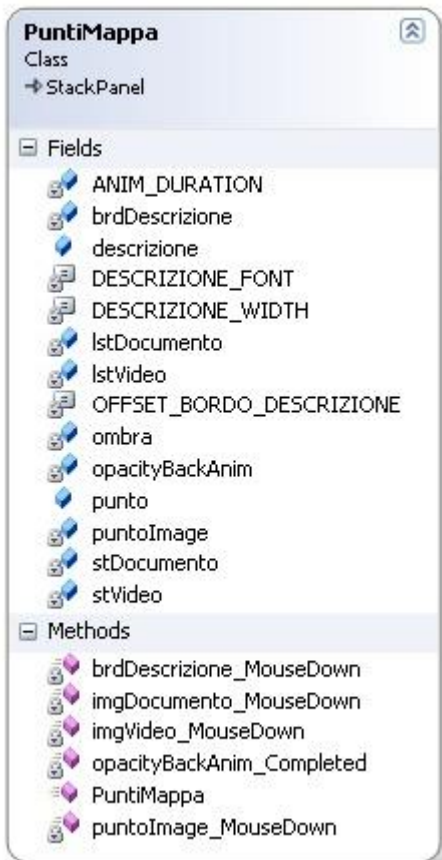 PuntiMappa
Class
StackPanel
Fields
ANIM_DURATION
brdDescrizione
descrizione
DESCRIZIONE_FONT
DESCRIZIONE_WIDTH
lstDocumento
lstVideo
OFFSET_BORDO_DESCRIZIONE
ombra
opacityBackAnim
punto
puntoImage
stDocumento
stVideo
Methods
brdDescrizione_MouseDown
imgDocumento_MouseDown
imgVideo_MouseDown
opacityBackAnim_Completed
PuntiMappa
puntoImage_MouseDown